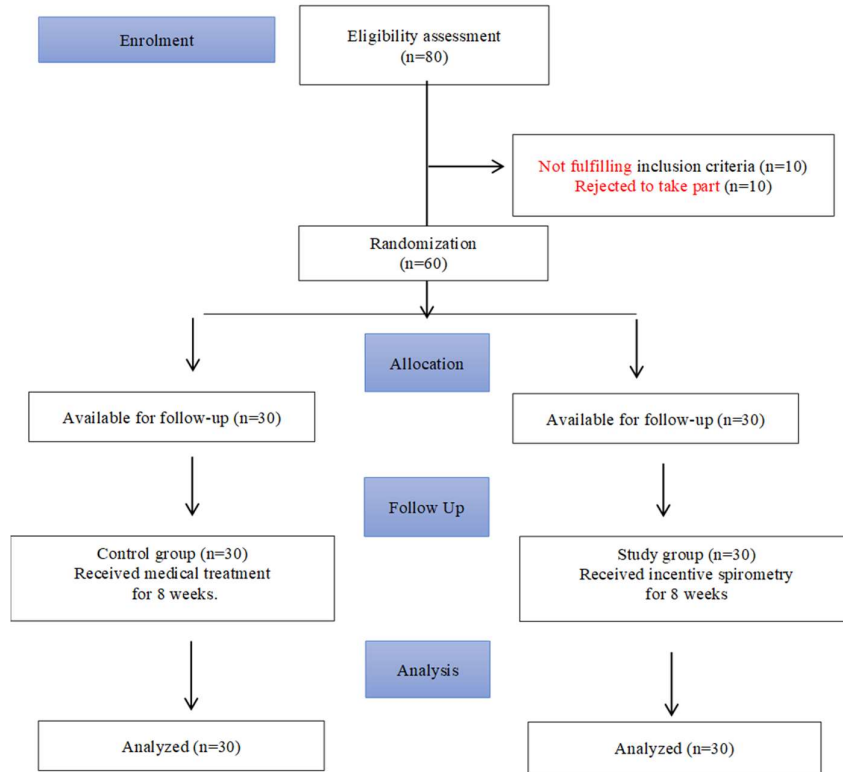 Enrolment
Eligibility assessment
(n=80)
Not fulfilling inclusion criteria (n=10)
Rejected to take part (n=10)
Randomization
(n=60)
Allocation
Available for follow-up (n=30)
Available for follow-up (n=30)
Follow Up
Control group (n=30)
Received medical treatment
for 8 weeks.
Study group (n=30)
Received incentive spirometry
for 8 weeks
Analysis
Analyzed (n=30)
Analyzed (n=30)